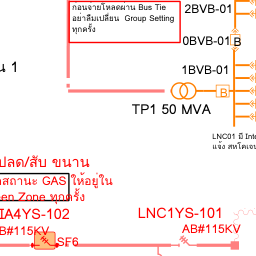 ก่อนจ่ายโหลดผ่าน Bus Tie
อย่าลืมเปลี่ยน Group Setting
ทุกครั้ง
2BVB-01
0BVB-01
B
1BVB-01
น 1
B
TP1 50 MVA
LNC01 มี Inte
แจ้ง สหโคเจน
ปลด/สับ ขนาน
สถานะ GAS ให้อยู่ใน
en Zone ทุกครั้ง
IA4YS-102
LNC1YS-101
B#115KV
SF6
AB#115KV